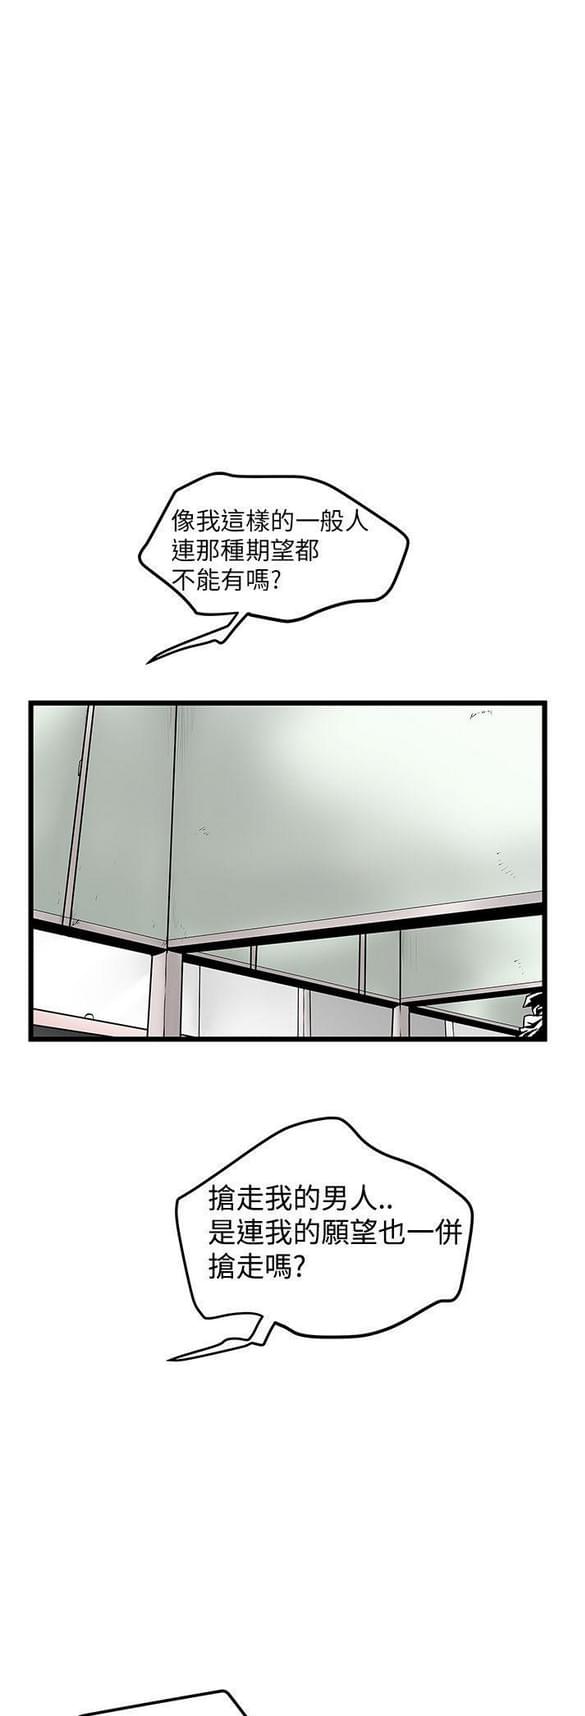 像我這樣的一般人
連那種期望都
不能有嗎?
搶走我的男人..
是連我的願望也一併
搶走嗎?